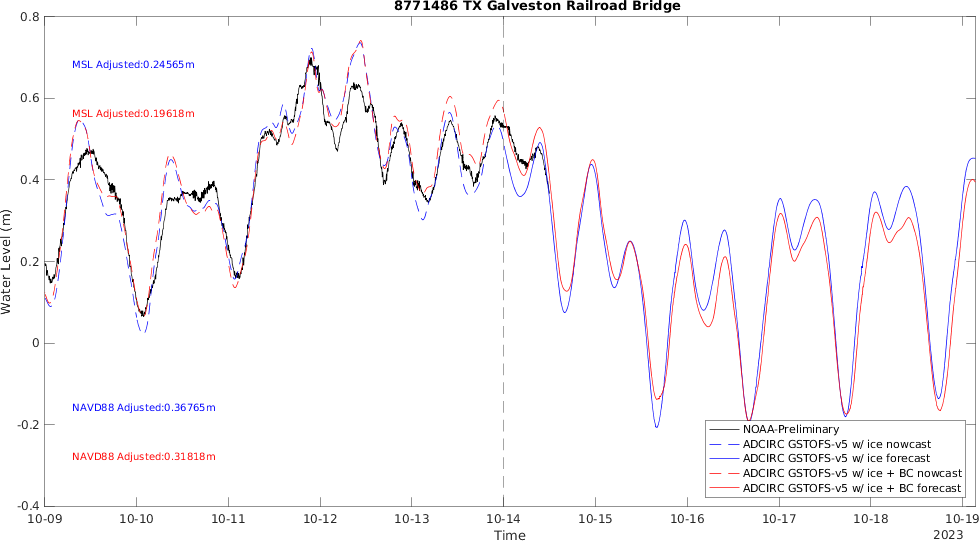 8771486 TX Galveston Railroad Bridge
0.8
0.6
0.4
0.2
0
-0.2
-0.4
Water Level (m)
MSL Adjusted:0.24565m
MSL Adjusted:0.19618m
NAVD88 Adjusted:0.36765m
NAVD88 Adjusted:0.31818m
NOAA-Preliminary
ADCIRC GSTOFS-v5 w/ ice nowcast
ADCIRC GSTOFS-v5 w/ ice forecast
ADCIRC GSTOFS-v5 w/ ice + BC nowcast
ADCIRC GSTOFS-v5 w/ ice + BC forecast
10-09 10-10 10-11 10-12 10-13 10-14 10-15 10-16 10-17 10-18 10-19
Time
2023